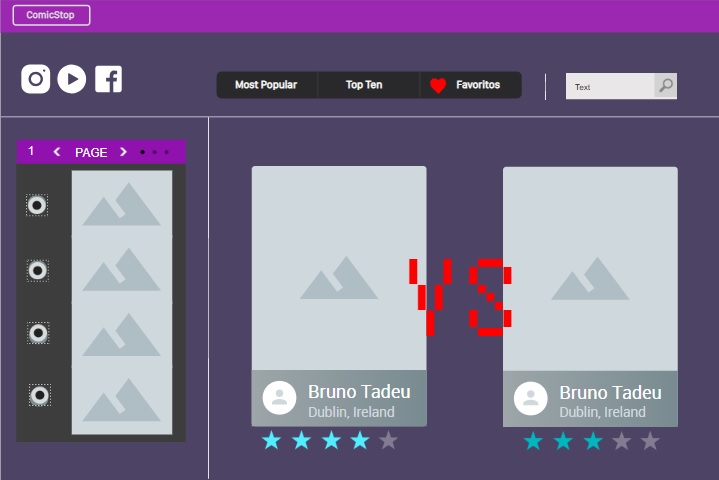 ComicStop
Most Popular
Top Ten
Favoritos
Text
1
PAGE
VS
Bruno Tadeu
Dublin, Ireland
Bruno Tadeu
Dublin, Ireland